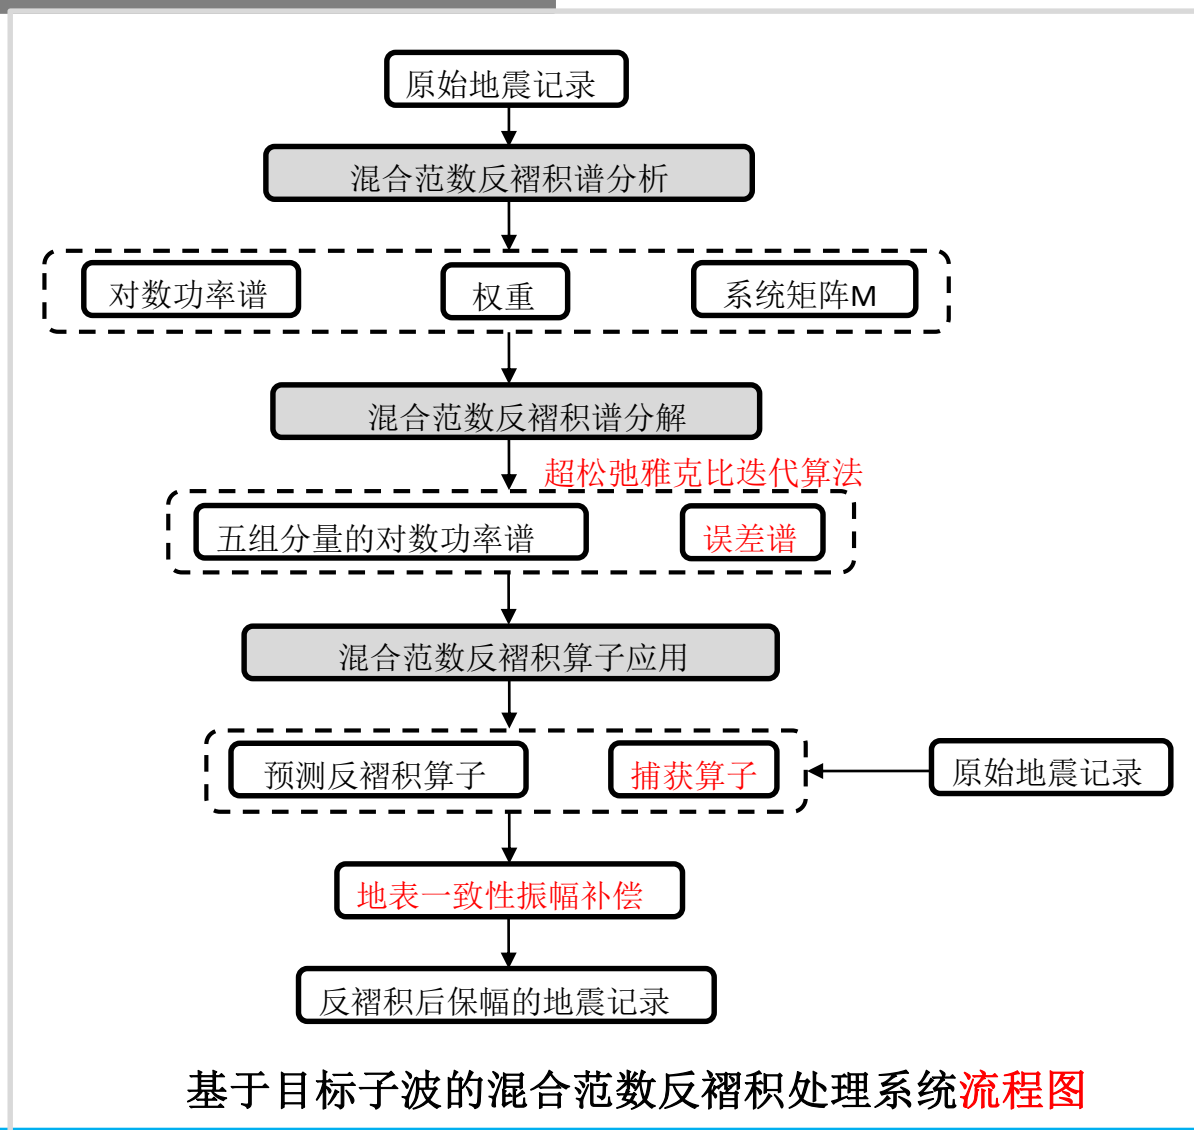 原始地震记录
混合范数反褶积谱分析
对数功率谱
权重
系统矩阵M
混合范数反褶积谱分解
超松弛雅克比迭代算法
五组分量的对数功率谱
误差谱
混合范数反褶积算子应用
预测反褶积算子
捕获算子
原始地震记录
地表一致性振幅补偿
反褶积后保幅的地震记录
基于目标子波的混合范数反褶积处理系统流程图